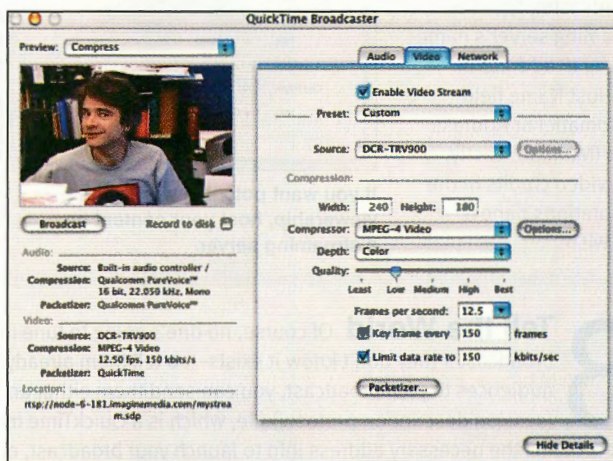 QuickTime Broadcaster
Preview: Compress
Broadcast Record to disk
Audio:
Source: Built-in audio controller /
Compression: Qualcomm PureVoice™
16 bit, 22.050 kHz, Mono
Packetizer: Qualcomm PureVoice™
Video:
Source: DCR-TRV900
Compression: MPEG-4 Video
12.50 fps, 150 kbits/s
Packetizer: QuickTime
Location:
rtsp://node-6-181.imgonemedia.com/mystrea
m.sdp
Audio Video Network
Enable Video Stream
Preset: Custom
Source: DCR-TRV900 Options...
Compression:
Width: 240 Height: 180
Compressor: MPEG-4 Video Options...
Depth: Color
Quality:
Least Low Medium High Best
Frames per second: 12.5
Key frame every 150 frames
Limit data rate to 150 kbits/sec
Packetizer...
Hide Details